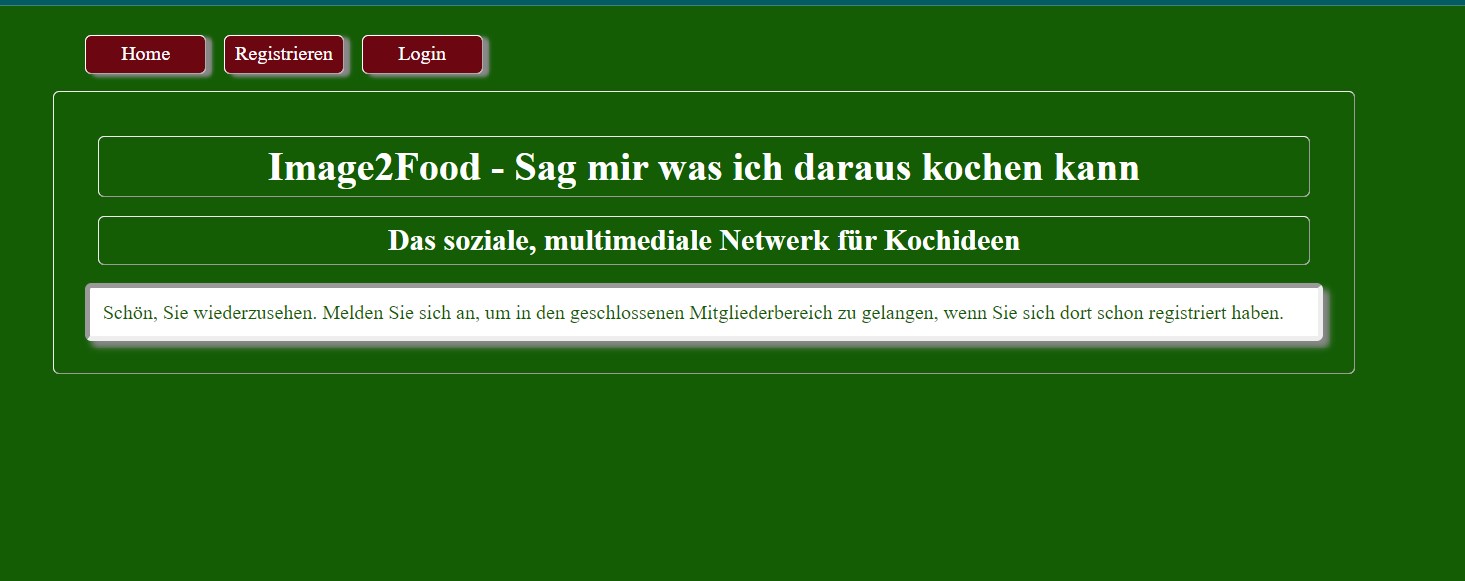 Home
Registrieren
Login
Image2Food - Sag mir was ich daraus kochen kann
Das soziale, multimediale Netwerk für Kochideen
Schön, Sie wiederzusehen. Melden Sie sich an, um in den geschlossenen Mitgliederbereich zu gelangen, wenn Sie sich dort schon registriert haben.